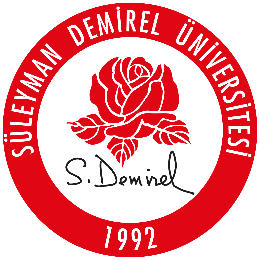 SÜLEYMAN DEMİREL ÜNİVERSİTESİ
S. Demirel
1992